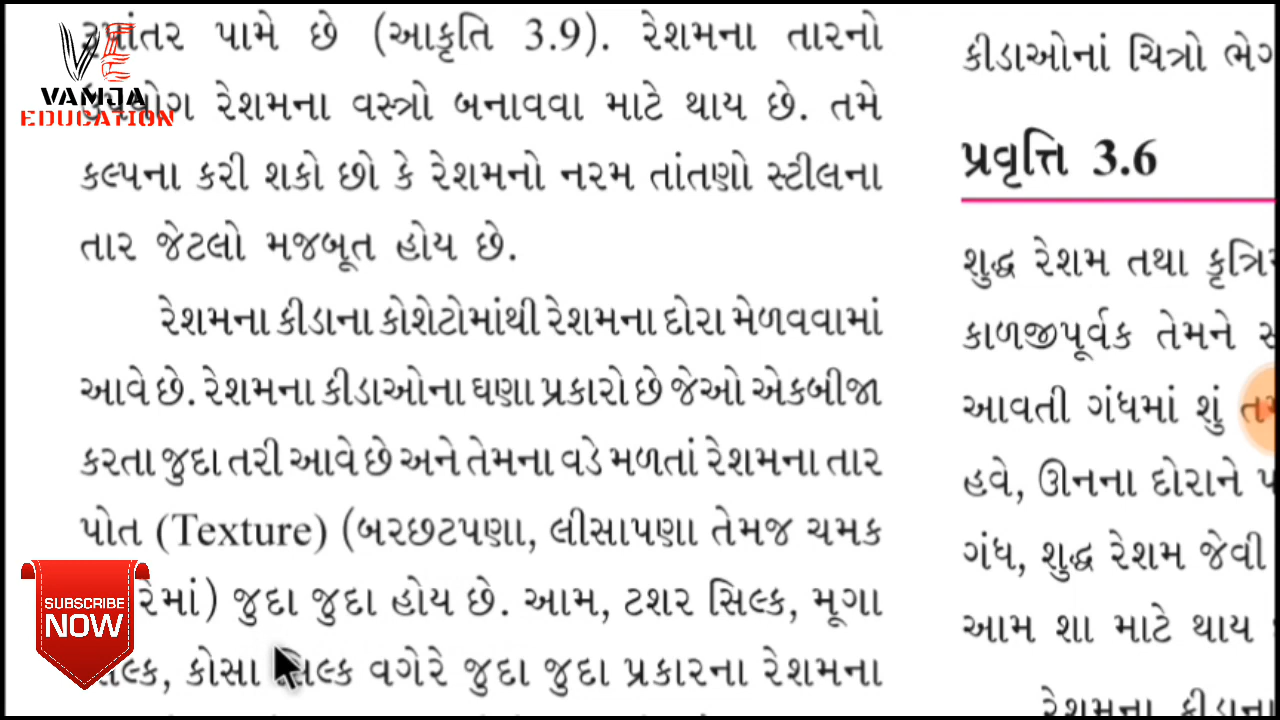 VAMJA
EDUCATION
રૂપાંતર પામે છે (આકૃતિ 3.9). રેશમના તારનો
ઉપયોગ રેશમના વસ્ત્રો બનાવવા માટે થાય છે. તમે
કલ્પના કરી શકો છો કે રેશમનો નરમ તાંતણો સ્ટીલના
તાર જેટલો મજબૂત હોય છે.
રેશમના કીડાના કોશેટોમાંથી રેશમના દોરા મેળવવામાં
આવે છે. રેશમના કીડાઓના ઘણા પ્રકારો છે જેઓ એકબીજા
કરતા જુદા તરી આવે છે અને તેમના વડે મળતાં રેશમના તાર
પોત (Texture) (બરછટપણા, લીસાપણા તેમજ ચમક
જુદા જુદા હોય છે. આમ, ટશર સિલ્ક, મૂગા
કોસા સિલ્ક વગેરે જુદા જુદા પ્રકારના રેશમના
SUBSCRIBE
NOW
કીડાઓનાં ચિત્રો
પ્રવૃત્તિ 3.6
શુદ્ધ રેશમ તથા
કાળજીપૂર્વક તેમને
આવતી ગંધમાં શું
હવે, ઊનના દોરાને
ગંધ, શુદ્ધ રેશમ જેવી
આમ શા માટે થાય
રેશમના કીડાના